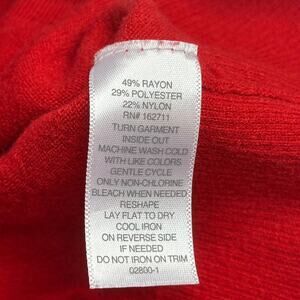 49% RAYON
29% POLYESTER
22% NYLON
RN# 162711
TURN GARMENT
INSIDE OUT
MACHINE WASH COLD
WITH LIKE COLORS
GENTLE CYCLE
ONLY NON-CHLORINE
BLEACH WHEN NEEDED
RESHAPE
LAY FLAT TO DRY
COOL IRON
ON REVERSE SIDE
IF NEEDED
DO NOT IRON ON TRIM
02800-1